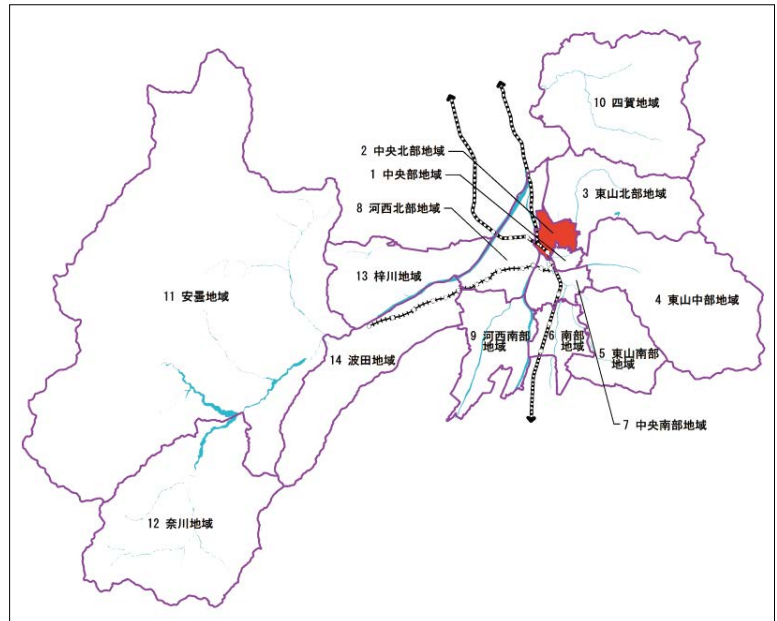 10 四賀地域
2 中央北部地域
1 中央部地域
3 東山北部地域
8 河西北部地域
13 梓川地域
11 安曇地域
4 東山中部地域
9 河西南部
地域
6 南部
地域
5 東山南部
地域
14 波田地域
7 中央南部地域
12 奈川地域